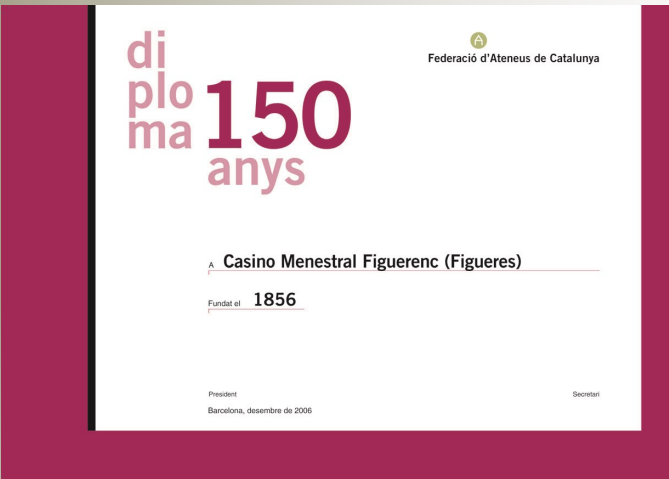 di
plo
ma 150
anys
A
Federació d'Ateneus de Catalunya
A Casino Menestral Figuerenc (Figueres)
Fundat el 1856
President Secretari
Barcelona, desembre de 2006